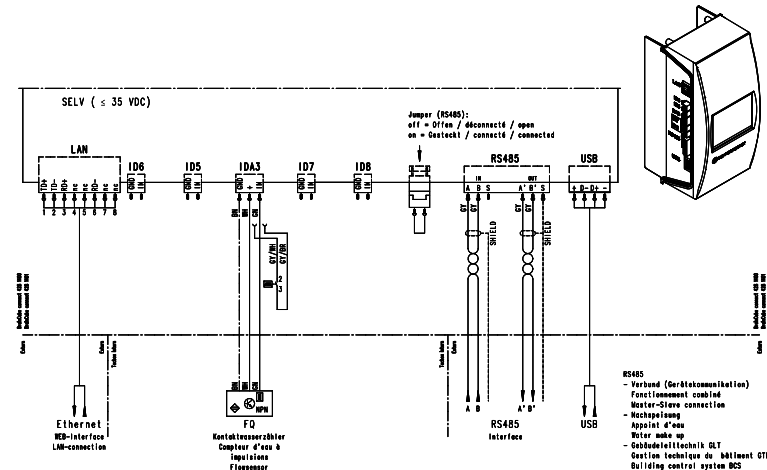 SELV ( ≤ 35 VDC)
Jumper (RS485):
off = Offen / déconnecté / open
on = Gesteckt / connecté / connected
LAN
ID6
ID5
IDA3
ID7
ID8
RS485
USB
IN
OUT
TD+ TD- RD+ nc nc RD- nc nc
GND IN
GND IN
GND + IN
GND IN
GND IN
A B S
A' B' S
+ D- D+ -
1 2 3 4 5 6 7 8
BN WH GN
GY/WH
GY/BR
2
3
GY GY
GY GY
SHIELD
SHIELD
BN WH GN
NPN
A B
A' B'
Ethernet
WEB-Interface
LAN-connection
FQ
Kontaktwasserzähler
Compteur d'eau à
impulsions
Flowsensor
RS485
Interface
USB
RS485
- Verbund (Gerätekommunikation)
Fonctionnement combiné
Master-Slave connection
- Nachspeisung
Appoint d'eau
Water make up
- Gebäudeleittechnik GLT
Gestion technique du bâtiment GTB
Building control system BCS